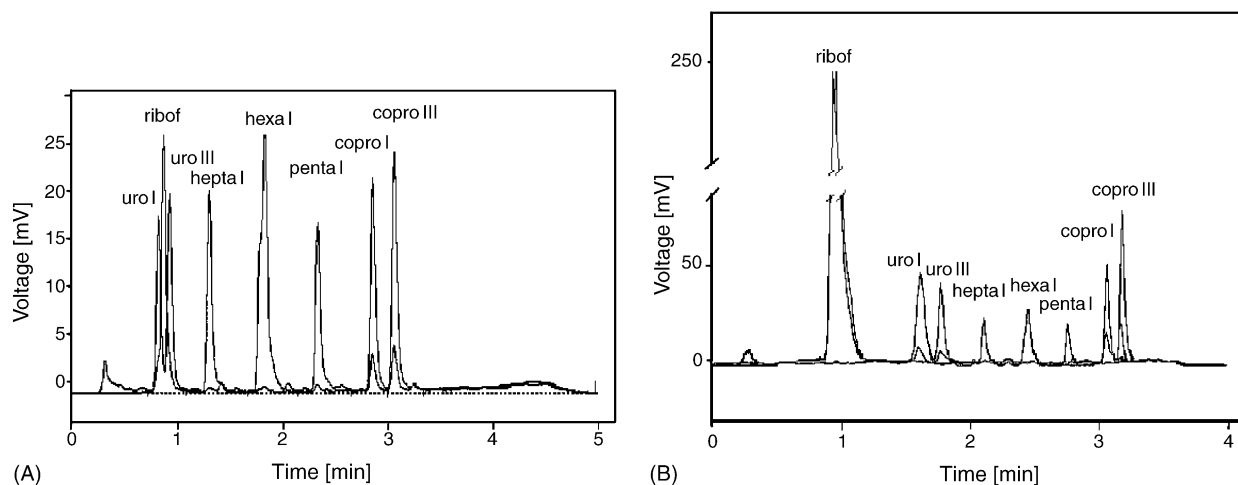 ribof
hexa I
copro III
uro III
copro I
hepta I
penta I
uro I
25
20
15
10
5
0
Voltage [mV]
0 1 2 3 4 5
Time [min]
(A)
250
ribof
copro III
copro I
uro I
uro III
hexa I
hepta I
penta I
50
0
Voltage [mV]
0 1 2 3 4
Time [min]
(B)